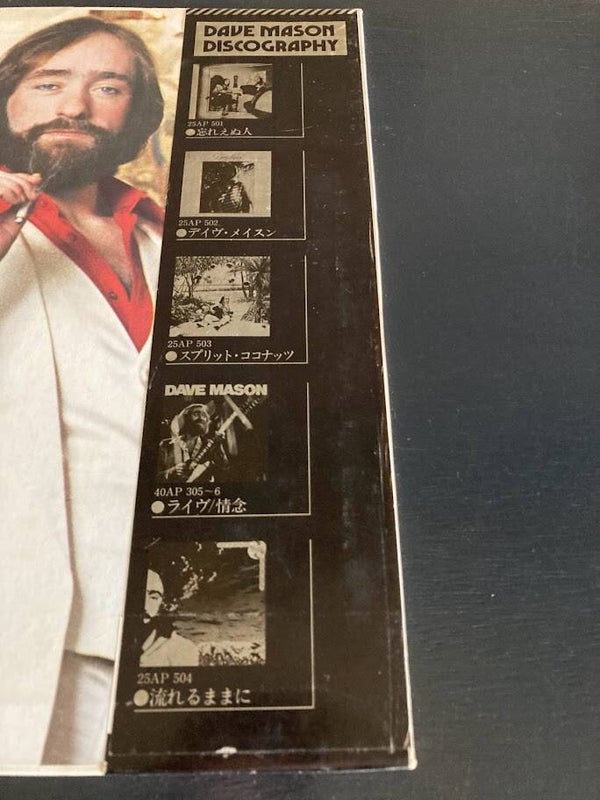 DAVE MASON
DISCOGRAPHY
25AP 501
●忘れえぬ人
25AP 502
●デイヴ・メイスン
25AP 503
●スプリット・ココナッツ
DAVE MASON
40AP 305〜6
●ライヴ/情念
25AP 504
●流れるままに